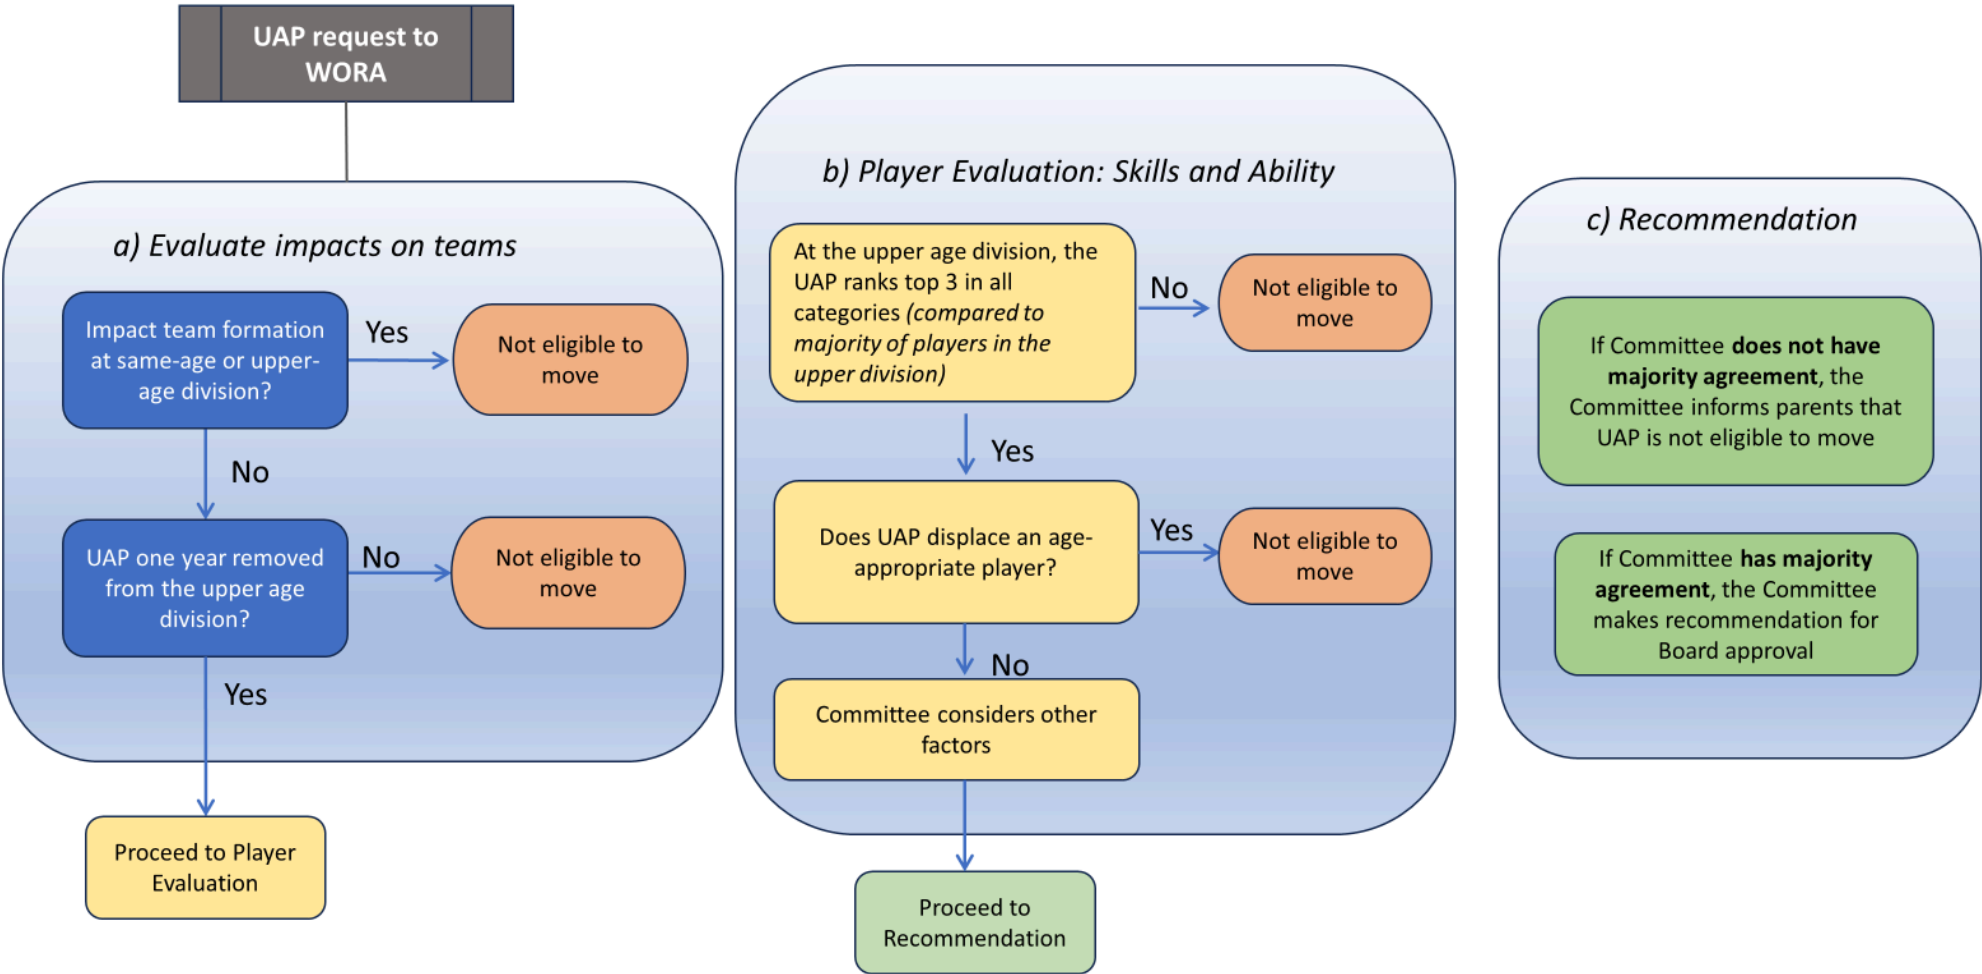 UAP request to
WORA
a) Evaluate impacts on teams
Impact team formation
at same-age or upper-
age division?
Yes
Not eligible to
move
No
UAP one year removed
from the upper age
division?
No
Not eligible to
move
Yes
Proceed to Player
Evaluation
b) Player Evaluation: Skills and Ability
At the upper age division, the
UAP ranks top 3 in all
categories (compared to
majority of players in the
upper division)
No
Not eligible to
move
Yes
Does UAP displace an age-
appropriate player?
Yes
Not eligible to
move
No
Committee considers other
factors
Proceed to
Recommendation
c) Recommendation
If Committee does not have
majority agreement, the
Committee informs parents that
UAP is not eligible to move
If Committee has majority
agreement, the Committee
makes recommendation for
Board approval